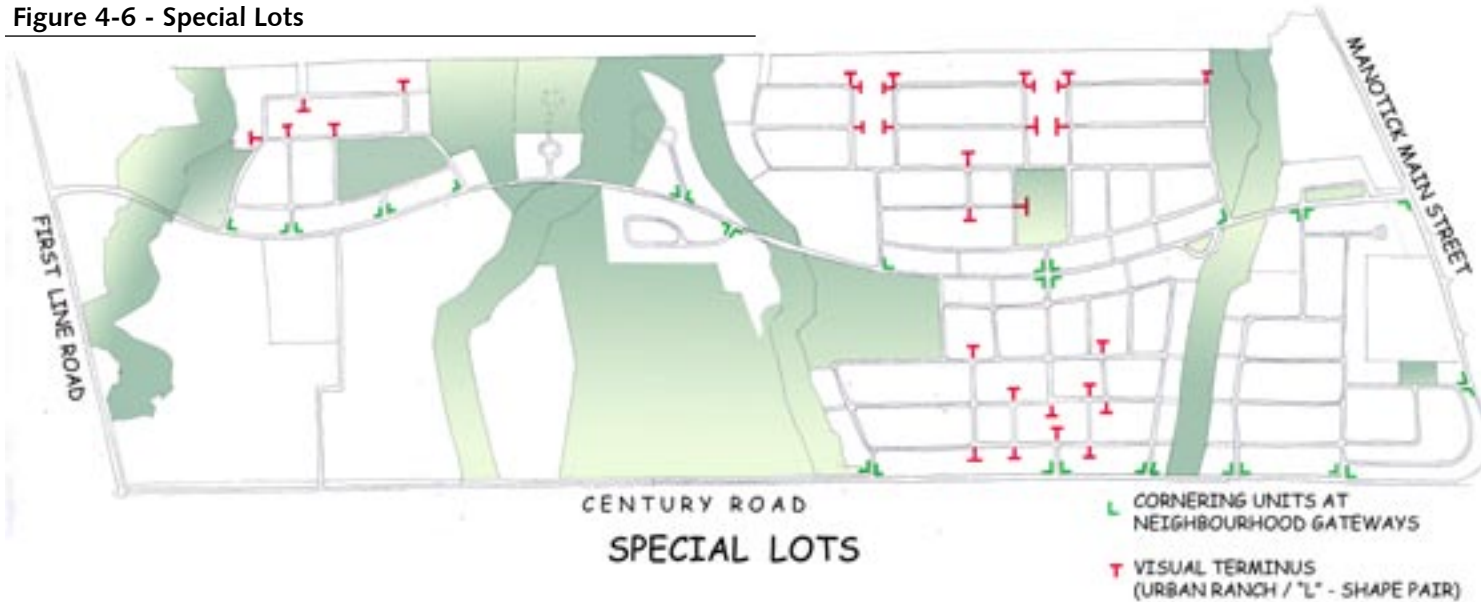 Figure 4-6 - Special Lots
MANOTICK MAIN STREET
FIRST LINE ROAD
CENTURY ROAD
SPECIAL LOTS
CORNERING UNITS AT
NEIGHBOURHOOD GATEWAYS
VISUAL TERMINUS
(URBAN RANCH / "L" - SHAPE PAIR)